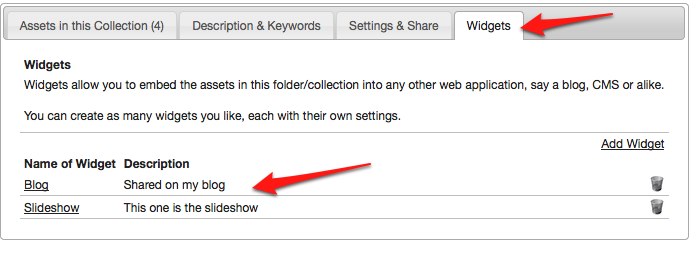 Assets in this Collection (4) Description & Keywords Settings & Share Widgets
Widgets
Widgets allow you to embed the assets in this folder/collection into any other web application, say a blog, CMS or alike.
You can create as many widgets you like, each with their own settings.
Add Widget
Name of Widget Description
Blog Shared on my blog
Slideshow This one is the slideshow